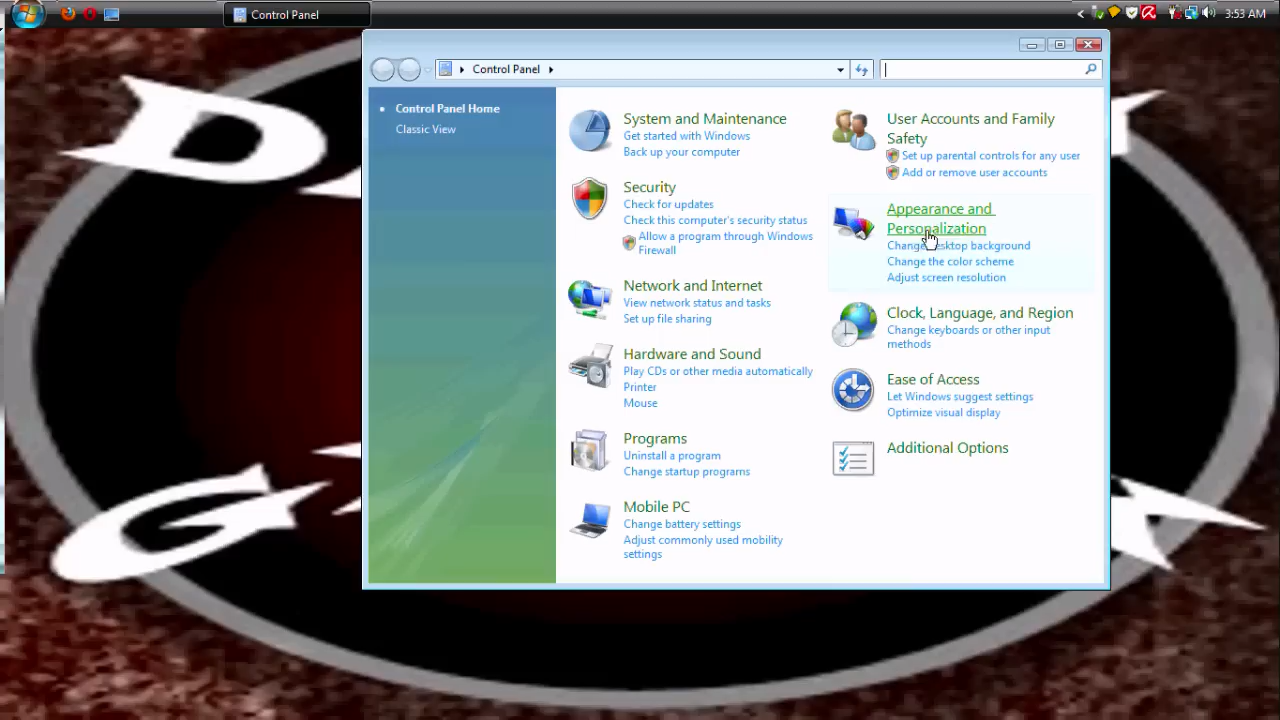 Control Panel
3:53 AM
Control Panel
Control Panel Home
Classic View
System and Maintenance
Get started with Windows
Back up your computer
Security
Check for updates
Check this computer's security status
Allow a program through Windows
Firewall
Network and Internet
View network status and tasks
Set up file sharing
Hardware and Sound
Play CDs or other media automatically
Printer
Mouse
Programs
Uninstall a program
Change startup programs
Mobile PC
Change battery settings
Adjust commonly used mobility
settings
User Accounts and Family
Safety
Set up parental controls for any user
Add or remove user accounts
Appearance and
Personalization
Change desktop background
Change the color scheme
Adjust screen resolution
Clock, Language, and Region
Change keyboards or other input
methods
Ease of Access
Let Windows suggest settings
Optimize visual display
Additional Options